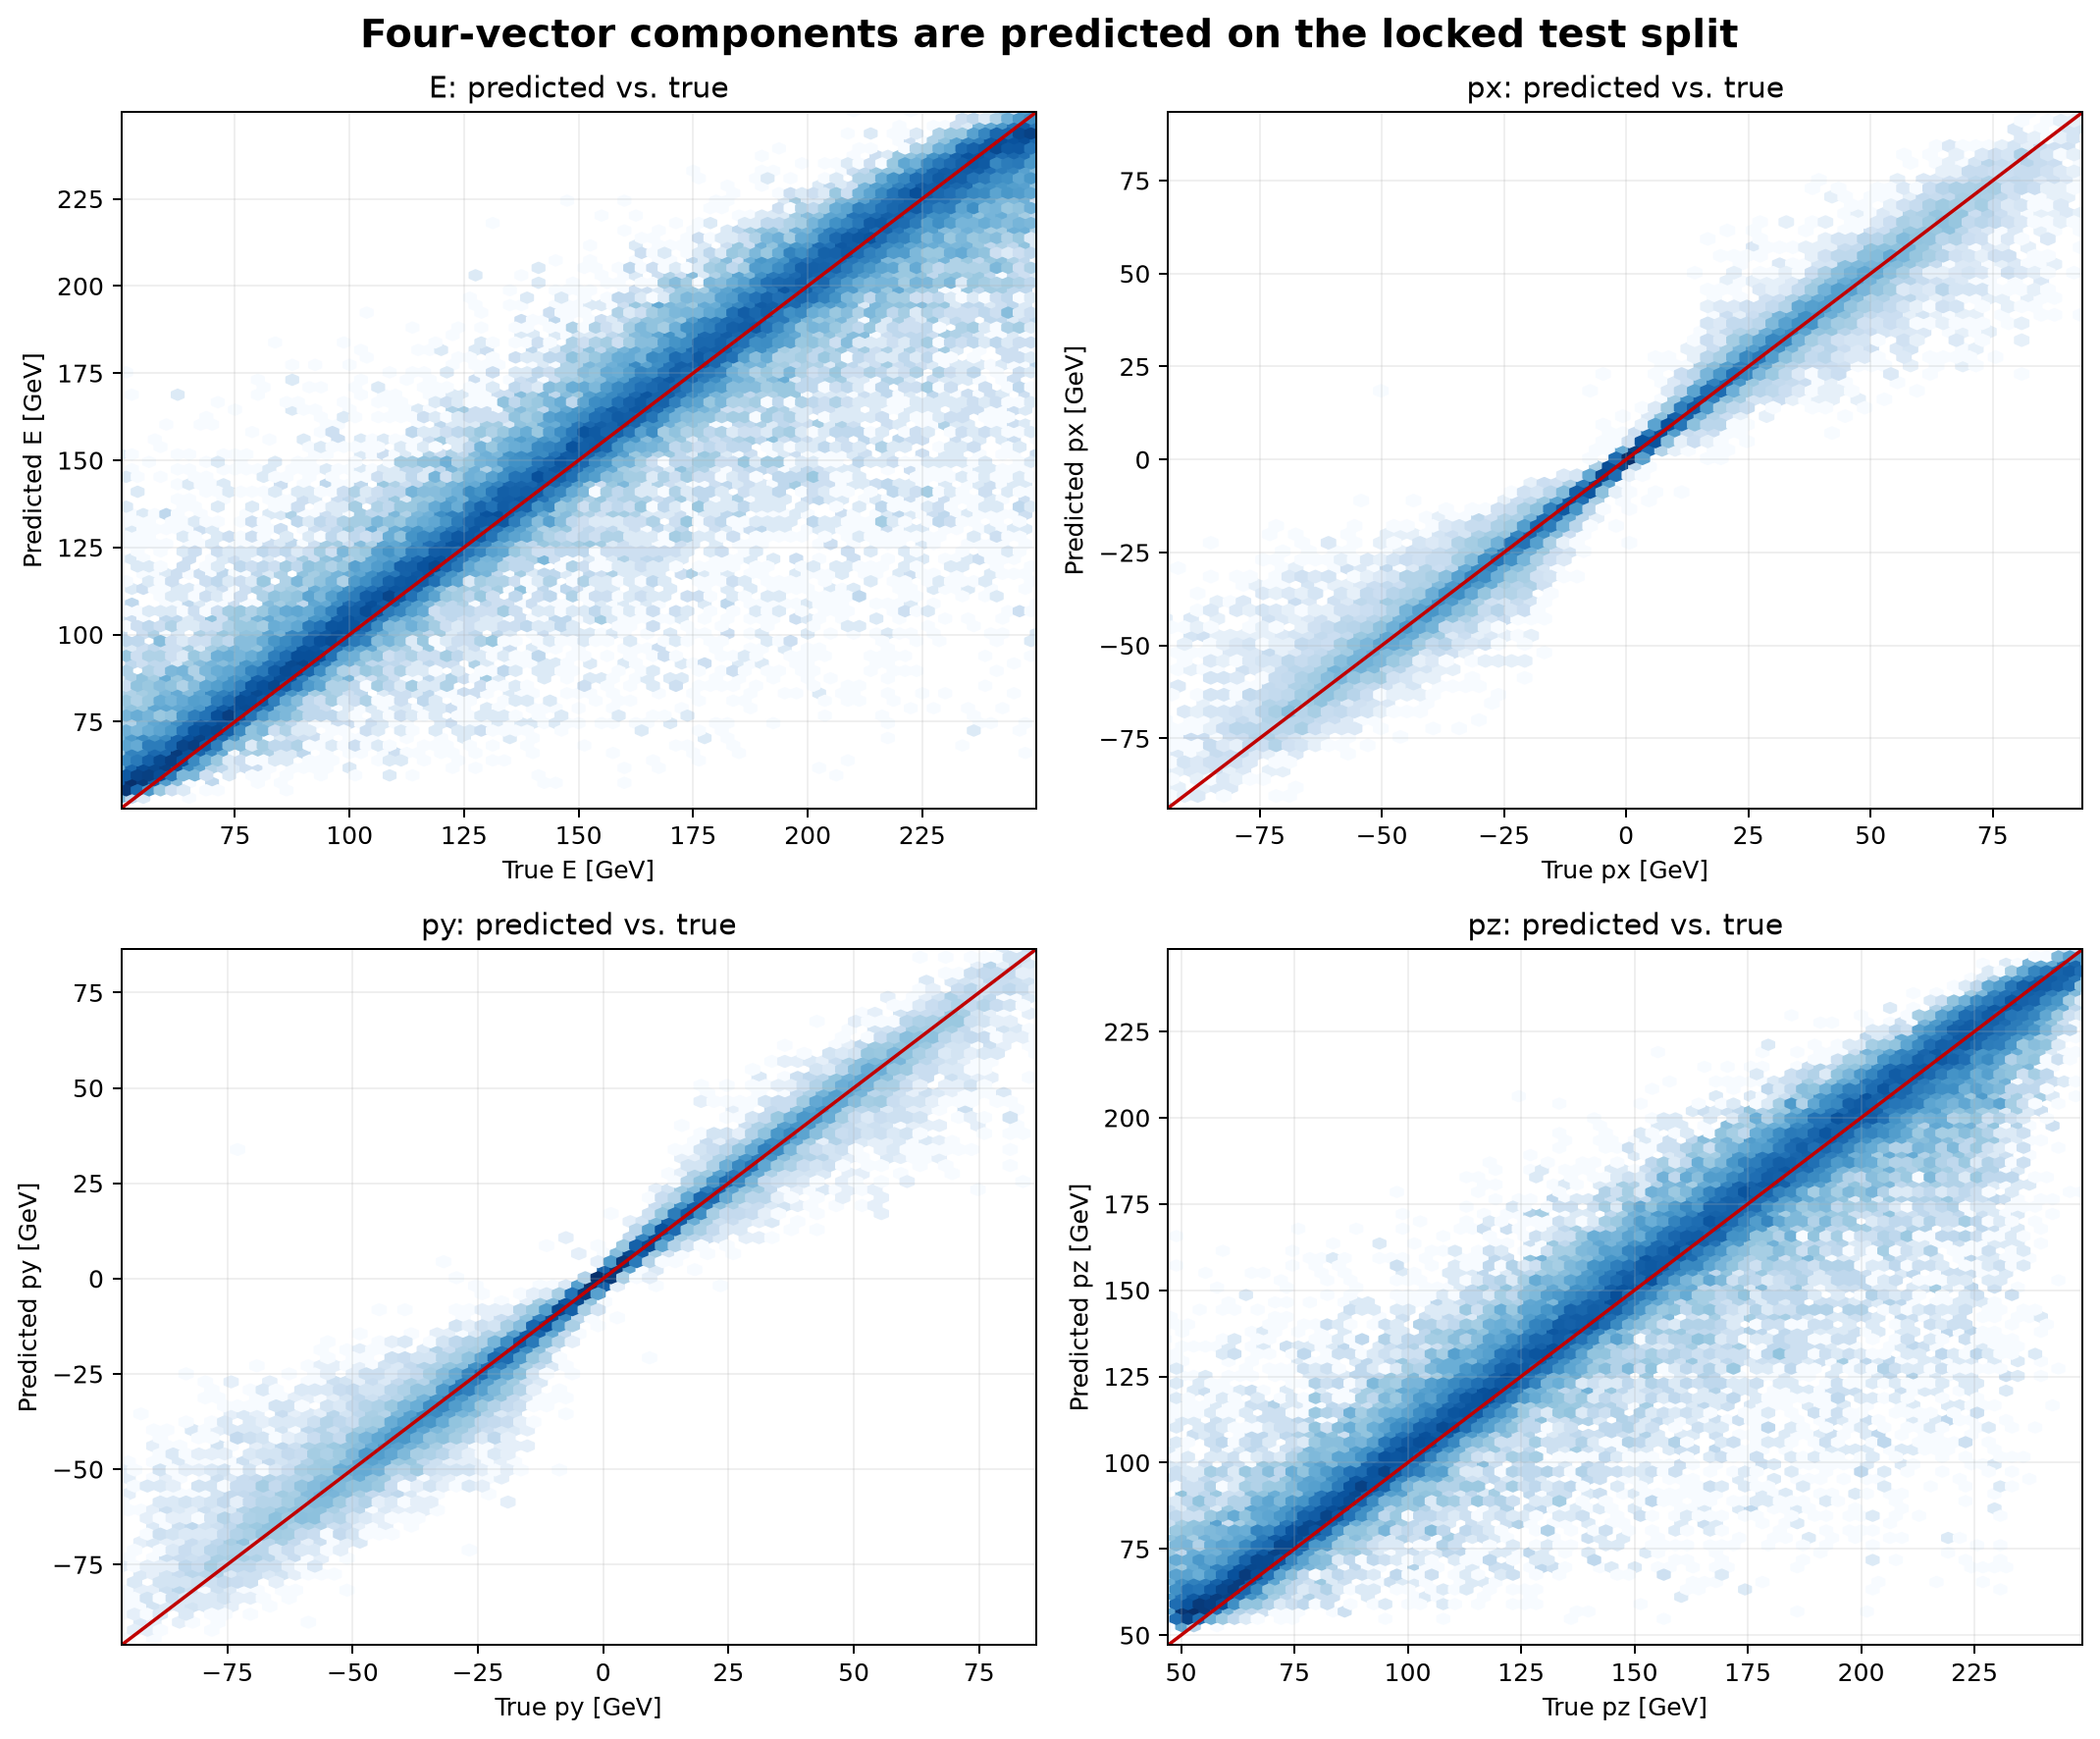 Four-vector components are predicted on the locked test split
E: predicted vs. true
225
200
175
150
125
100
75
Predicted E [GeV]
75 100 125 150 175 200 225
True E [GeV]
px: predicted vs. true
75
50
25
0
−25
−50
−75
Predicted px [GeV]
−75 −50 −25 0 25 50 75
True px [GeV]
py: predicted vs. true
75
50
25
0
−25
−50
−75
Predicted py [GeV]
−75 −50 −25 0 25 50 75
True py [GeV]
pz: predicted vs. true
225
200
175
150
125
100
75
50
Predicted pz [GeV]
50 75 100 125 150 175 200 225
True pz [GeV]